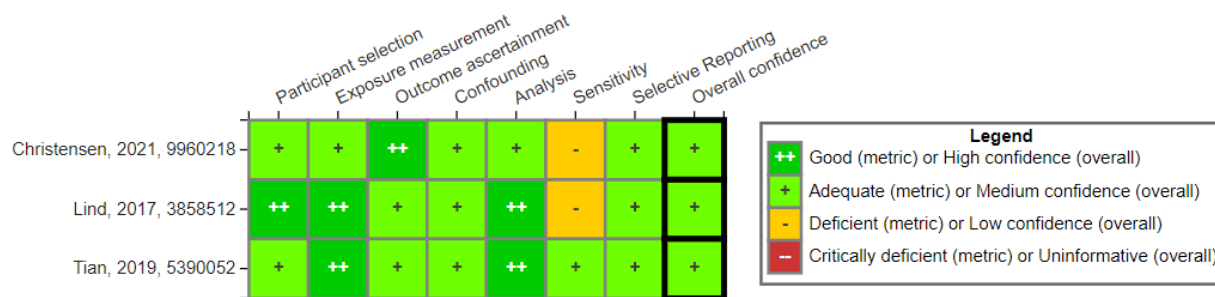 Participant selection
Exposure measurement
Outcome ascertainment
Confounding
Analysis
Sensitivity
Selective Reporting
Overall confidence
Christensen, 2021, 9960218
+ + ++ + + - + +
Lind, 2017, 3858512
++ ++ + + ++ - + +
Tian, 2019, 5390052
+ ++ + + ++ + + +
Legend
++ Good (metric) or High confidence (overall)
+ Adequate (metric) or Medium confidence (overall)
- Deficient (metric) or Low confidence (overall)
-- Critically deficient (metric) or Uninformative (overall)